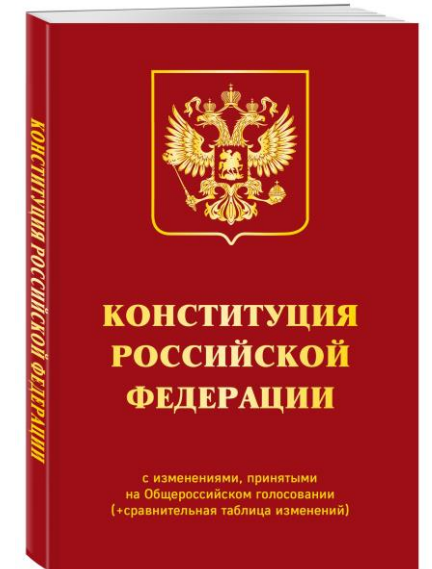 КОНСТИТУЦИЯ РОССИЙСКОЙ ФЕДЕРАЦИИ
КОНСТИТУЦИЯ
РОССИЙСКОЙ
ФЕДЕРАЦИИ
с изменениями, принятыми
на Общероссийском голосовании
(+сравнительная таблица изменений)